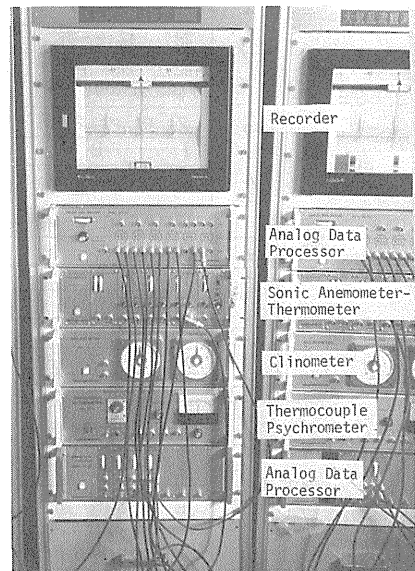 Recorder
Analog Data
Processor
Sonic Anemometer-
Thermometer
Clinometer
Thermocouple
Psychrometer
Analog Data
Processor